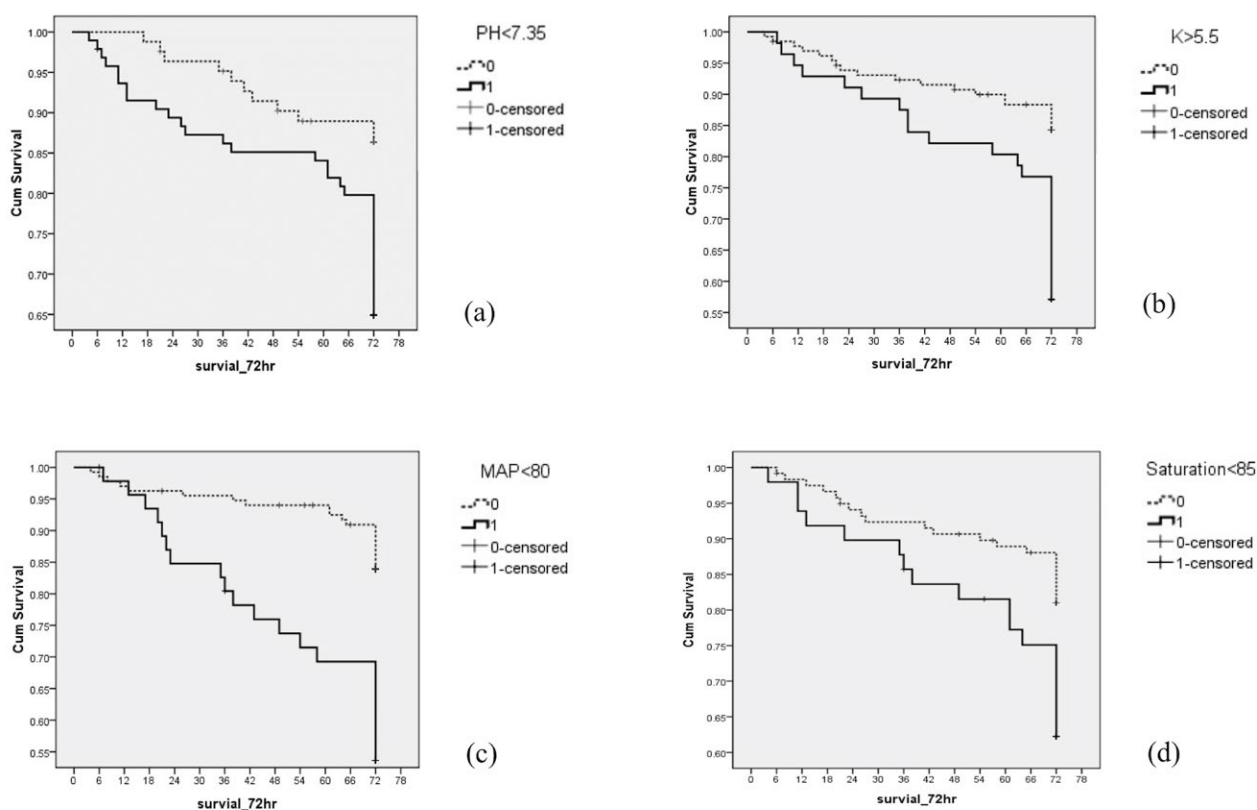 PH<7.35
0
1
0-censored
1-censored
Cum Survival
1.00
0.95
0.90
0.85
0.80
0.75
0.70
0.65
0 6 12 18 24 30 36 42 48 54 60 66 72 78
survial_72hr
(a)
K>5.5
0
1
0-censored
1-censored
Cum Survival
1.00
0.95
0.90
0.85
0.80
0.75
0.70
0.65
0.60
0.55
0 6 12 18 24 30 36 42 48 54 60 66 72 78
survial_72hr
(b)
MAP<80
0
1
0-censored
1-censored
Cum Survival
1.00
0.95
0.90
0.85
0.80
0.75
0.70
0.65
0.60
0.55
0 6 12 18 24 30 36 42 48 54 60 66 72 78
survial_72hr
(c)
Saturation<85
0
1
0-censored
1-censored
Cum Survival
1.00
0.95
0.90
0.85
0.80
0.75
0.70
0.65
0.60
0 6 12 18 24 30 36 42 48 54 60 66 72 78
survial_72hr
(d)